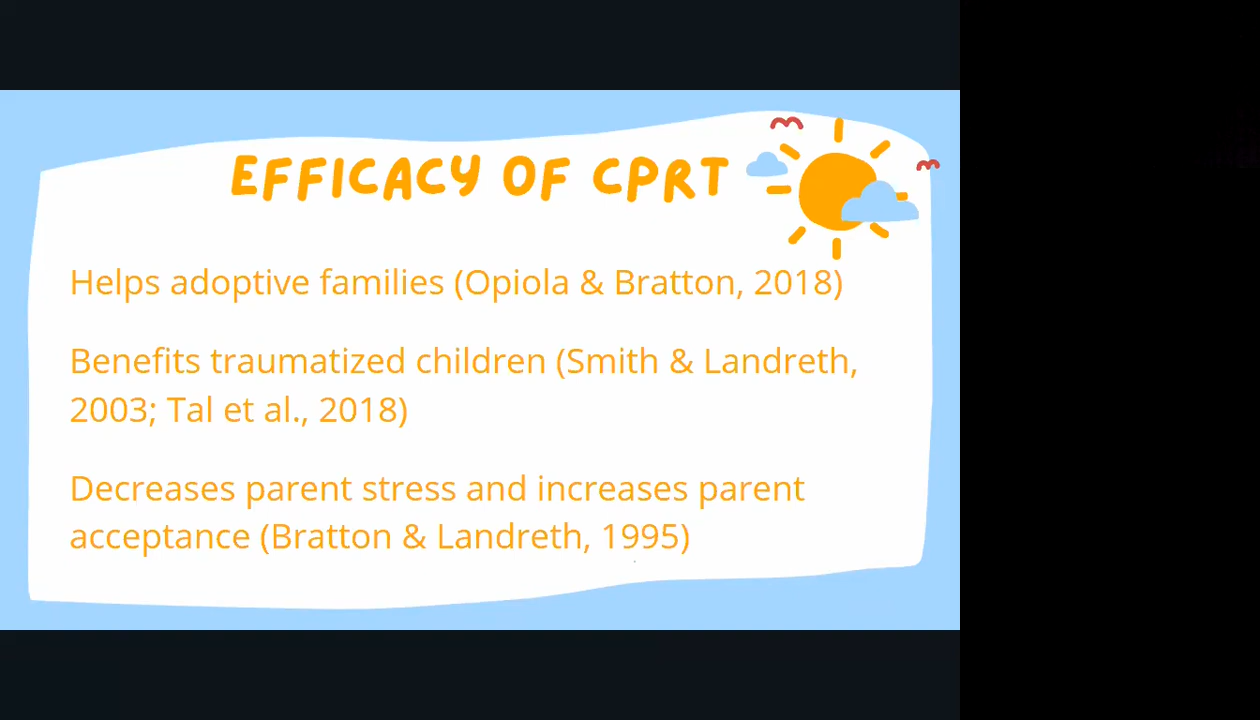 EFFICACY OF CPRT
Helps adoptive families (Opiola & Bratton, 2018)
Benefits traumatized children (Smith & Landreth,
2003; Tal et al., 2018)
Decreases parent stress and increases parent
acceptance (Bratton & Landreth, 1995)